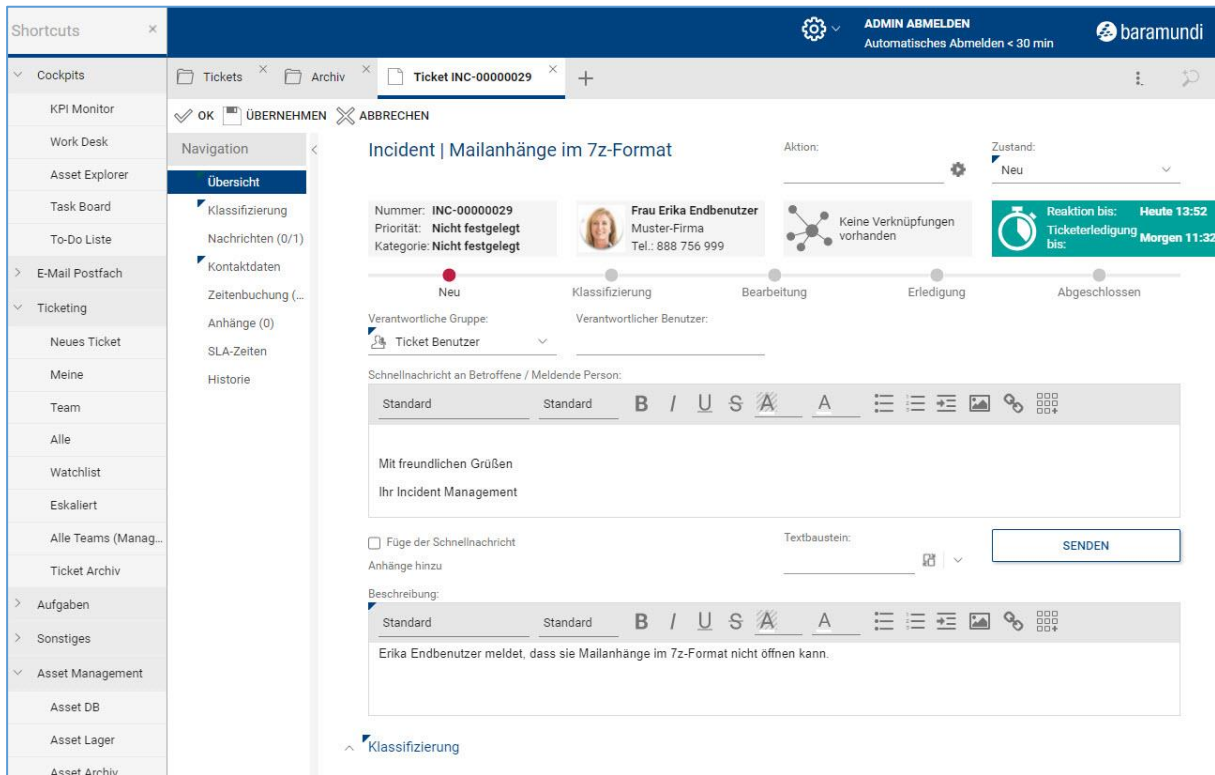 Shortcuts ×
ADMIN ABMELDEN
Automatisches Abmelden < 30 min
baramundi
Cockpits
KPI Monitor
Work Desk
Asset Explorer
Task Board
To-Do Liste
E-Mail Postfach
Ticketing
Neues Ticket
Meine
Team
Alle
Watchlist
Eskaliert
Alle Teams (Manag...
Ticket Archiv
Aufgaben
Sonstiges
Asset Management
Asset DB
Asset Lager
Asset Archiv
Tickets × Archiv × Ticket INC-00000029 × +
OK ÜBERNEHMEN ABBRECHEN
Navigation <
Übersicht
Klassifizierung
Nachrichten (0/1)
Kontaktdaten
Zeitenbuchung (...
Anhänge (0)
SLA-Zeiten
Historie
Incident | Mailanhänge im 7z-Format
Aktion:
Zustand:
Neu
Nummer: INC-00000029
Priorität: Nicht festgelegt
Kategorie: Nicht festgelegt
Frau Erika Endbenutzer
Muster-Firma
Tel.: 888 756 999
Keine Verknüpfungen
vorhanden
Reaktion bis: Heute 13:52
Ticketerledigung
bis: Morgen 11:32
Neu Klassifizierung Bearbeitung Erledigung Abgeschlossen
Verantwortliche Gruppe: Verantwortlicher Benutzer:
Ticket Benutzer
Schnellnachricht an Betroffene / Meldende Person:
Standard Standard B I U S A A
Mit freundlichen Grüßen
Ihr Incident Management
Füge der Schnellnachricht
Anhänge hinzu
Textbaustein:
SENDEN
Beschreibung:
Standard Standard B I U S A A
Erika Endbenutzer meldet, dass sie Mailanhänge im 7z-Format nicht öffnen kann.
Klassifizierung